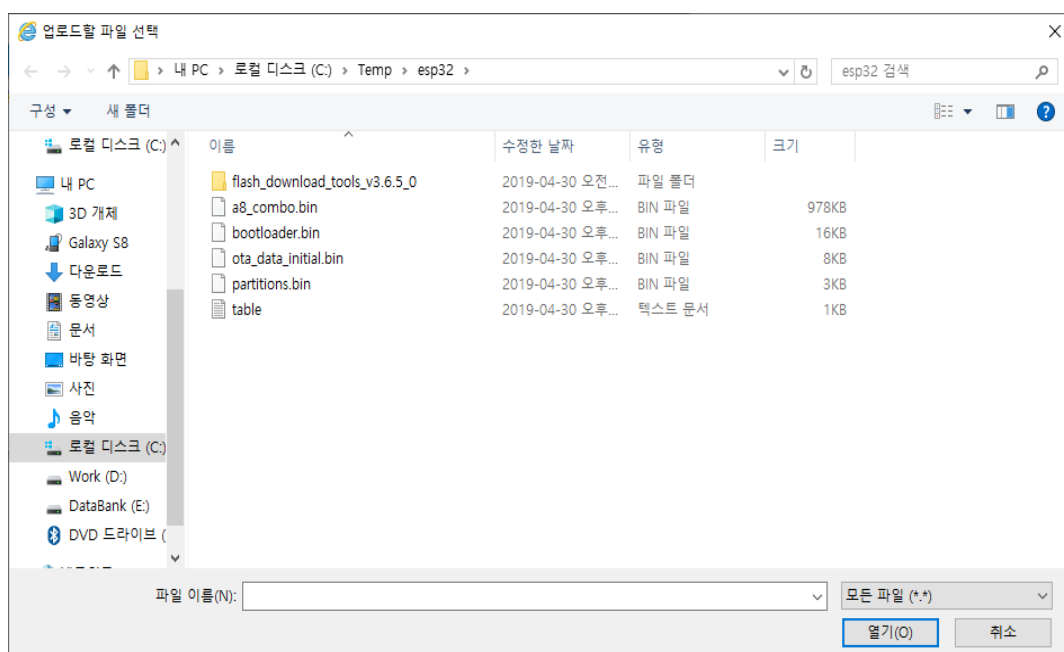 업로드할 파일 선택
내 PC › 로컬 디스크 (C:) › Temp › esp32 ›
esp32 검색
구성 새 폴더
로컬 디스크 (C:)
내 PC
3D 개체
Galaxy S8
다운로드
동영상
문서
바탕 화면
사진
음악
로컬 디스크 (C:)
Work (D:)
DataBank (E:)
DVD 드라이브 (
이름 수정한 날짜 유형 크기
flash_download_tools_v3.6.5_0 2019-04-30 오전... 파일 폴더
a8_combo.bin 2019-04-30 오후... BIN 파일 978KB
bootloader.bin 2019-04-30 오후... BIN 파일 16KB
ota_data_initial.bin 2019-04-30 오후... BIN 파일 8KB
partitions.bin 2019-04-30 오후... BIN 파일 3KB
table 2019-04-30 오후... 텍스트 문서 1KB
파일 이름(N):
모든 파일 (*.*)
열기(O) 취소